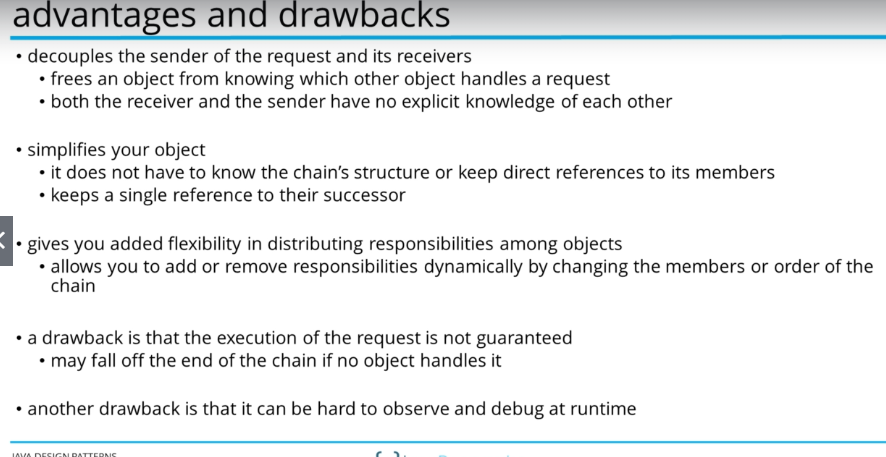 advantages and drawbacks
• decouples the sender of the request and its receivers
• frees an object from knowing which other object handles a request
• both the receiver and the sender have no explicit knowledge of each other
• simplifies your object
• it does not have to know the chain's structure or keep direct references to its members
• keeps a single reference to their successor
• gives you added flexibility in distributing responsibilities among objects
• allows you to add or remove responsibilities dynamically by changing the members or order of the
chain
• a drawback is that the execution of the request is not guaranteed
• may fall off the end of the chain if no object handles it
• another drawback is that it can be hard to observe and debug at runtime
JAVA DESIGN PATTERNS